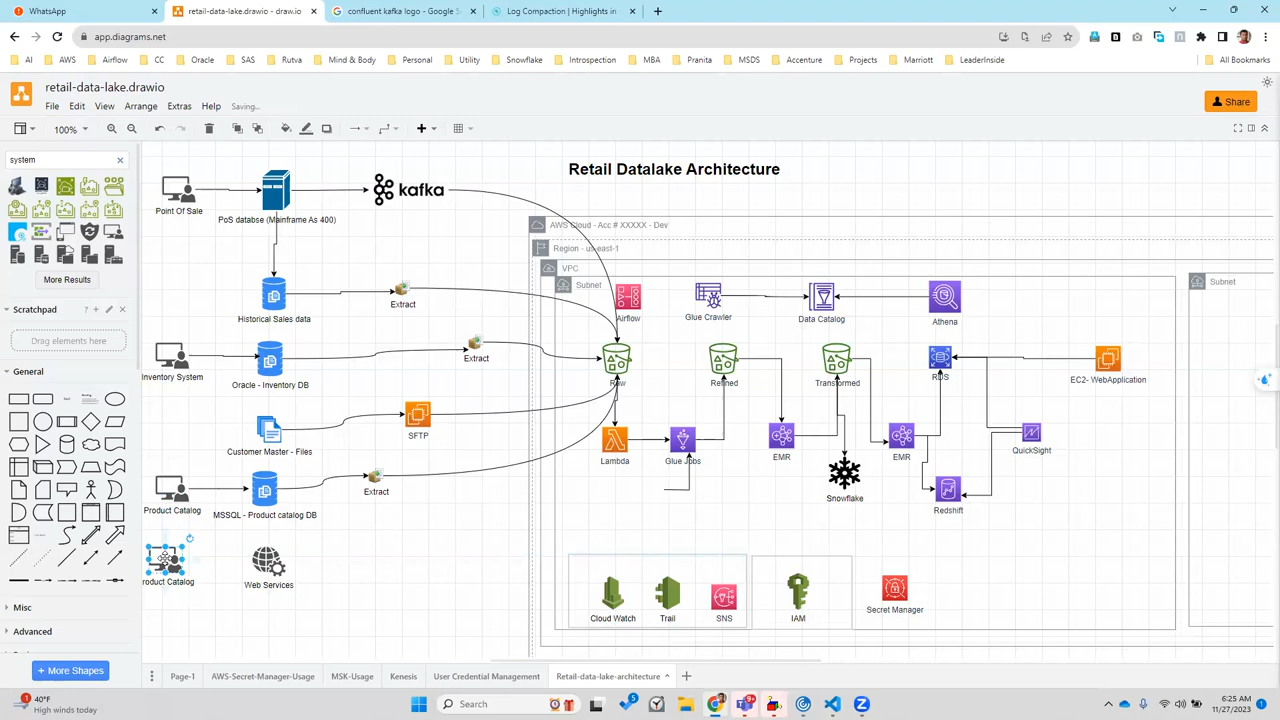 WhatsApp
retail-data-lake.drawio - draw.io
confluent kafka logo - Google S
Log Compaction | Highlights in
app.diagrams.net
AI
AWS
Airflow
CC
Oracle
SAS
Rutva
Mind & Body
Personal
Utility
Snowflake
Introspection
MBA
Pranita
MSDS
Accenture
Projects
Marriott
LeaderInside
All Bookmarks
retail-data-lake.drawio
File
Edit
View
Arrange
Extras
Help
Saving...
Share
100%
system
More Results
Scratchpad
Drag elements here
General
Misc
Advanced
+ More Shapes
Retail Datalake Architecture
Point Of Sale
PoS databse (Mainframe As 400)
kafka
AWS Cloud - Acc # XXXXX - Dev
Region - us-east-1
VPC
Subnet
Subnet
Historical Sales data
Extract
Airflow
Glue Crawler
Data Catalog
Athena
Inventory System
Oracle - Inventory DB
Extract
Raw
Refined
Transformed
RDS
EC2- WebApplication
Customer Master - Files
SFTP
Lambda
Glue Jobs
EMR
EMR
QuickSight
Product Catalog
MSSQL - Product catalog DB
Extract
Snowflake
Redshift
Product Catalog
Web Services
Cloud Watch
Trail
SNS
IAM
Secret Manager
Page-1
AWS-Secret-Manager-Usage
MSK-Usage
Kenesis
User Credential Management
Retail-data-lake-architecture
40°F
High winds today
Search
6:25 AM
11/27/2023